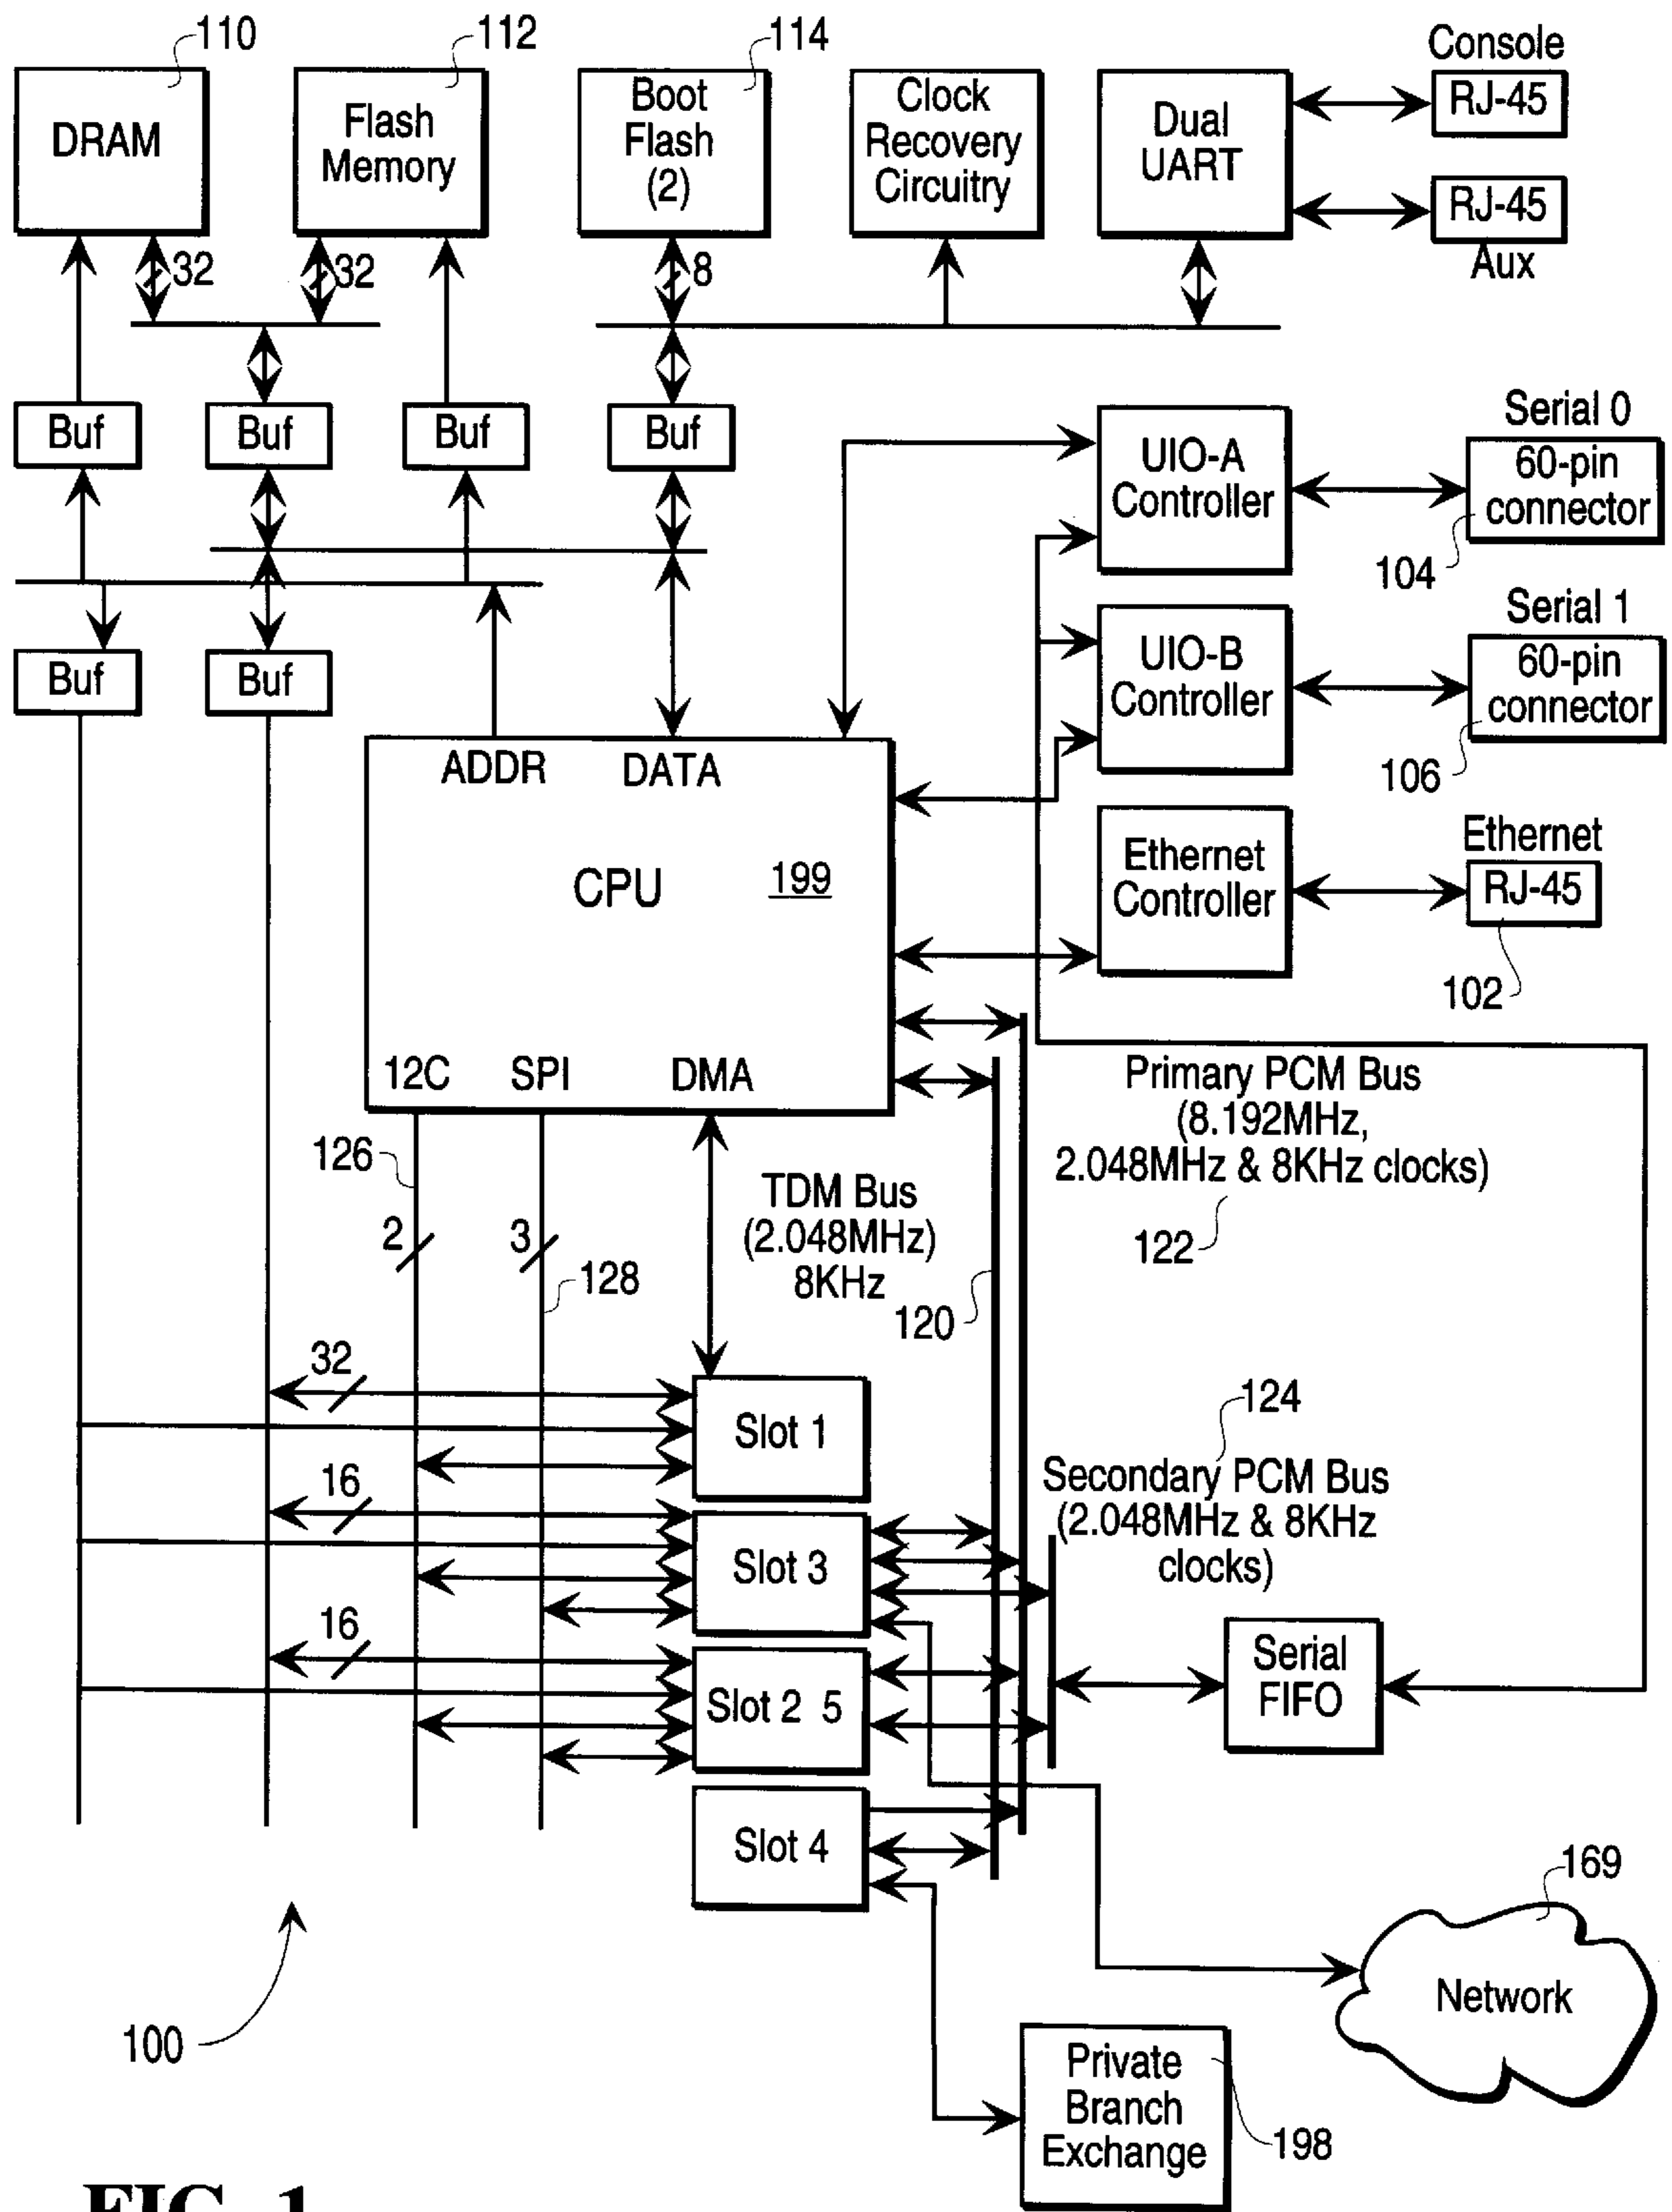 110
112
114
Console
RJ-45
DRAM
Flash
Memory
Boot
Flash
(2)
Clock
Recovery
Circuitry
Dual
UART
RJ-45
Aux
32
32
8
Buf
Buf
Buf
Buf
UIO-A
Controller
Serial 0
60-pin
connector
104
Buf
Buf
UIO-B
Controller
Serial 1
60-pin
connector
106
ADDR
DATA
CPU
199
Ethernet
Controller
Ethernet
RJ-45
102
12C
SPI
DMA
Primary PCM Bus
(8.192MHz,
2.048MHz & 8KHz clocks)
122
126
2
3
128
TDM Bus
(2.048MHz)
8KHz
120
32
Slot 1
124
Secondary PCM Bus
(2.048MHz & 8KHz
clocks)
16
Slot 3
16
Slot 2 5
Serial
FIFO
Slot 4
169
Network
100
Private
Branch
Exchange
198
FIG. 1